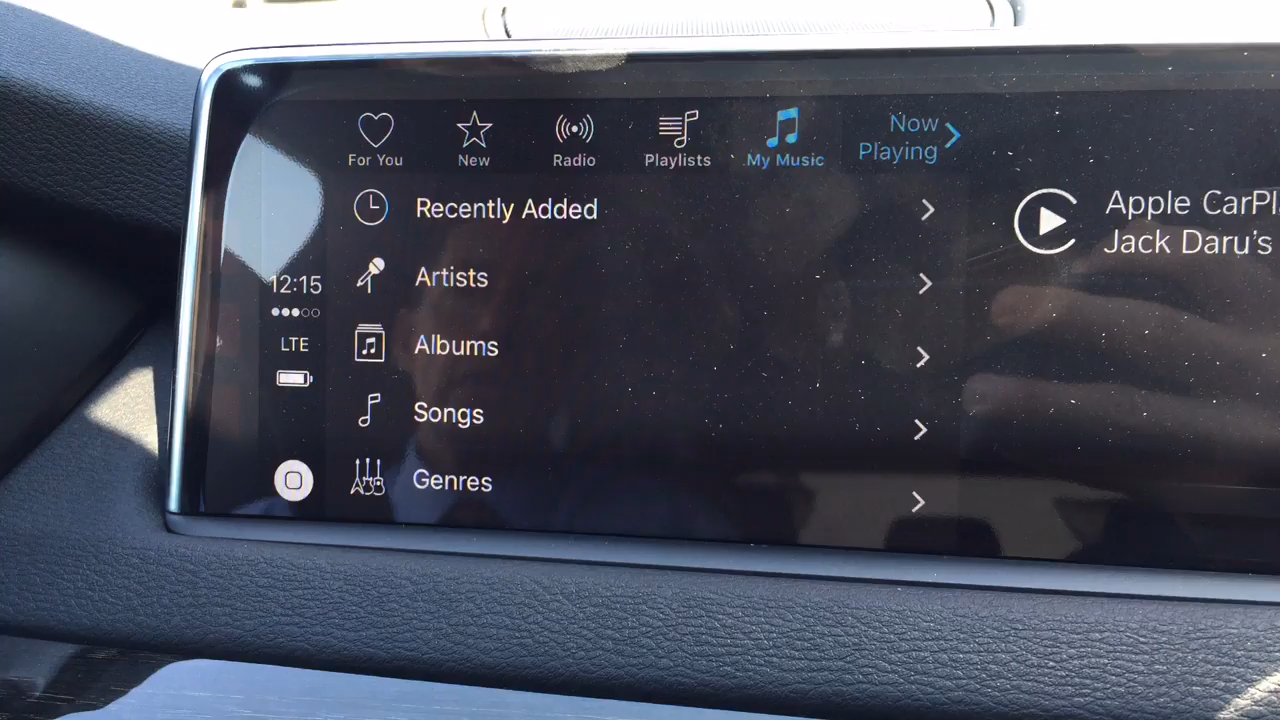 For You
New
Radio
Playlists
My Music
Now
Playing
Recently Added
Artists
Albums
Songs
Genres
12:15
LTE
Apple CarPl
Jack Daru's